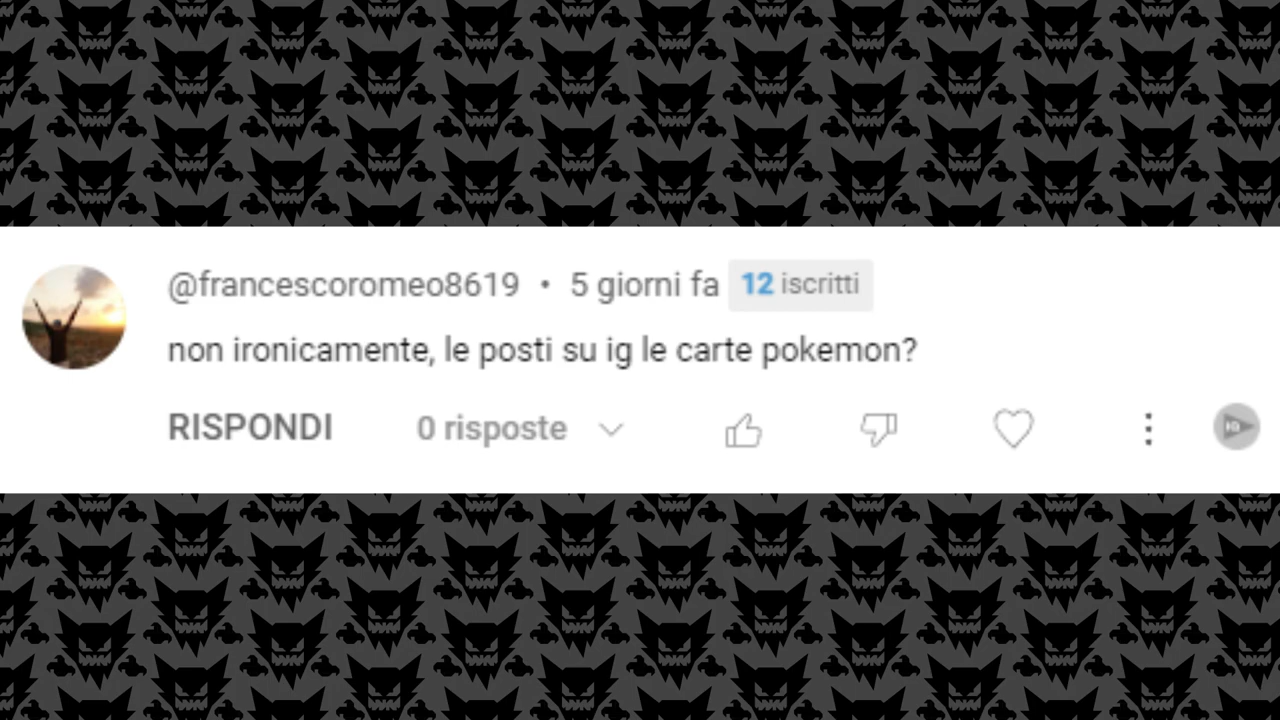 @francescoromeo8619 • 5 giorni fa 12 iscritti
non ironicamente, le posti su ig le carte pokemon?
RISPONDI 0 risposte